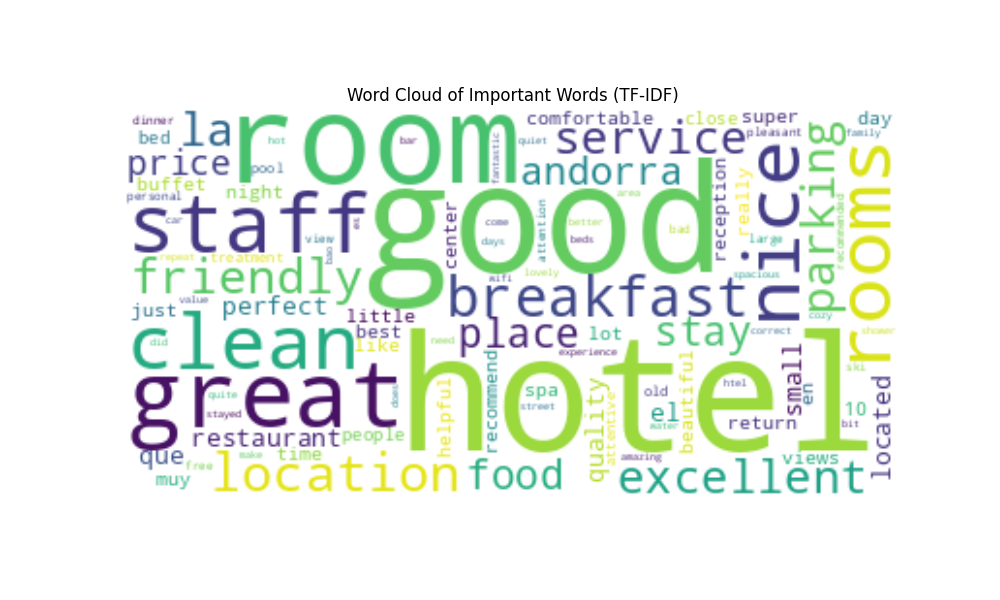 Word Cloud of Important Words (TF-IDF)
dinner
bed
la
room
hot
bar
fantastic
quiet
comfortable
service
close
super
pleasant
day
family
price
buffet
personal
night
pool
andorra
reception
really
nice
parking
recommended
rooms
staff
car
es
view
bao
good
center
come
days
attention
area
better
beds
bad
large
repeat
treatment
friendly
wifi
lovely
spacious
just
value
perfect
little
breakfast
cozy
clean
did
best
like
need
place
lot
stay
correct
shower
experience
great
quite
stayed
does
hotel
helpful
recommend
spa
street
quality
attentive
old
el
water
beautiful
htel
return
small
en
ski
10
bit
located
restaurant
people
que
free
make
time
muy
location
food
amazing
excellent
views